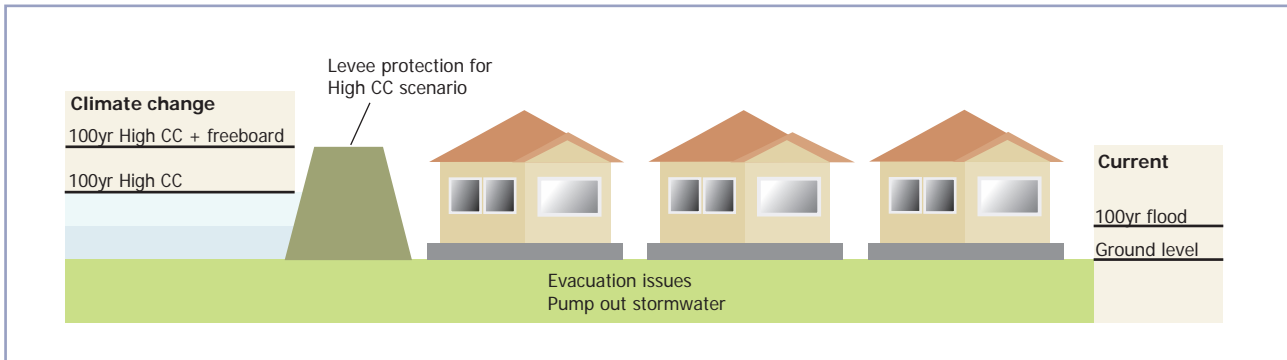 Levee protection for
High CC scenario
Climate change
100yr High CC + freeboard
100yr High CC
Current
100yr flood
Ground level
Evacuation issues
Pump out stormwater